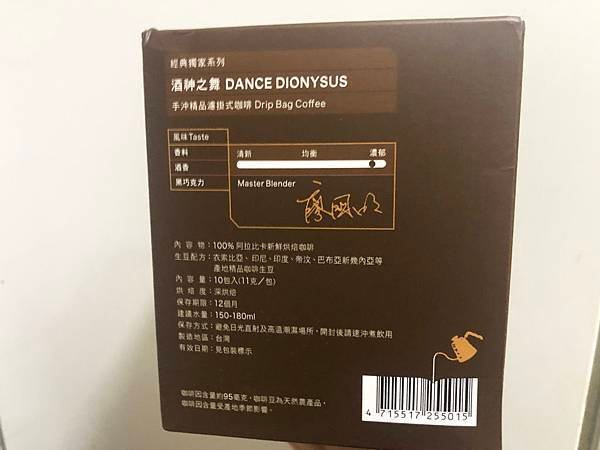 經典獨家系列
酒神之舞 DANCE DIONYSUS
手沖精品濾掛式咖啡 Drip Bag Coffee
風味 Taste
香料
酒香
黑巧克力
清新 均衡 濃郁
Master Blender
廖國明
內 容 物：100% 阿拉比卡新鮮烘焙咖啡
生豆配方：衣索比亞、印尼、印度、帝汶、巴布亞新幾內亞等
產地精品咖啡生豆
內 容 量：10包入(11克／包)
烘 焙 度：深烘焙
保存期限：12個月
建議水量：150-180ml
保存方式：避免日光直射及高溫潮濕場所，開封後請速沖煮飲用
製造地區：台灣
有效日期：見包裝標示
咖啡因含量約95毫克，咖啡豆為天然農產品，
咖啡因含量受產地季節影響。
4 715517 255015